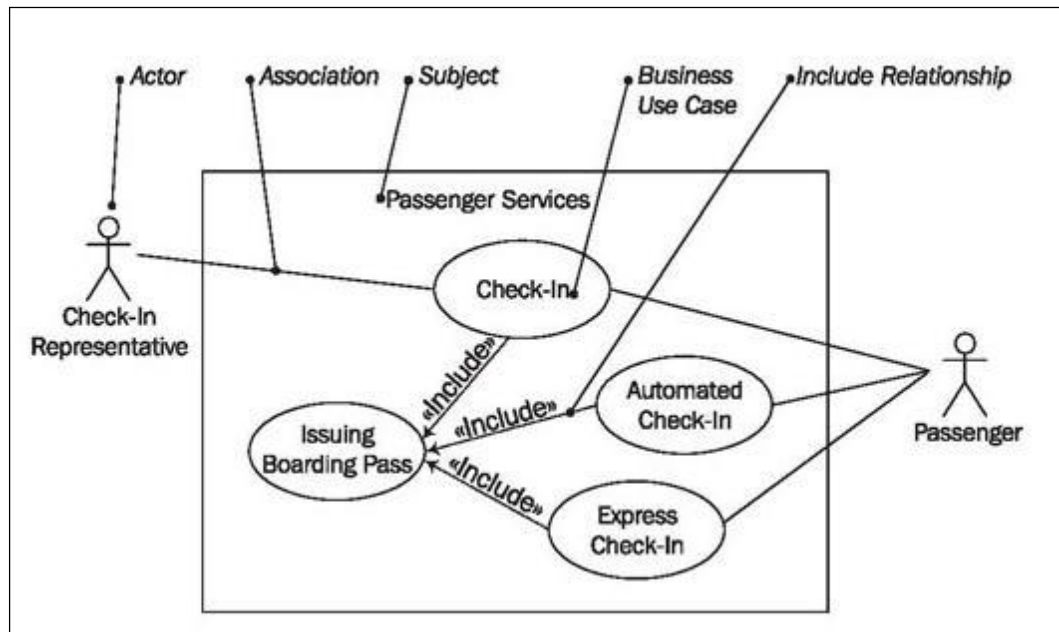 Actor
Association
Subject
Business
Use Case
Include Relationship
Passenger Services
Check-In
Check-In
Representative
«Include»
«Include»
Automated
Check-In
Passenger
Issuing
Boarding Pass
«Include»
Express
Check-In